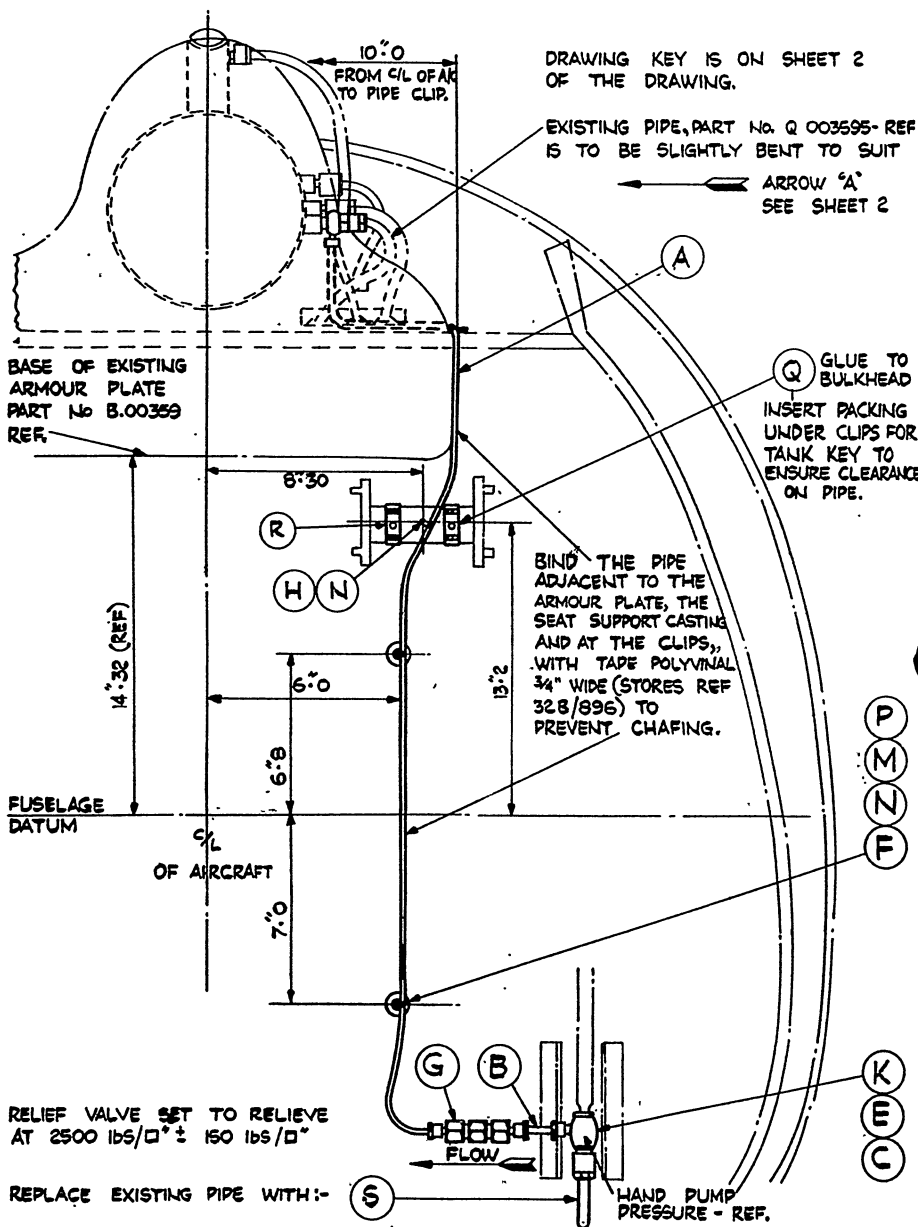 10."0
FROM C/L OF A/C
TO PIPE CLIP.
DRAWING KEY IS ON SHEET 2
OF THE DRAWING.
EXISTING PIPE, PART No. Q 003595-REF
IS TO BE SLIGHTLY BENT TO SUIT
ARROW "A"
SEE SHEET 2
A
BASE OF EXISTING
ARMOUR PLATE
PART No B.00359
REF.
Q
GLUE TO
BULKHEAD
INSERT PACKING
UNDER CLIPS FOR
TANK KEY TO
ENSURE CLEARANCE
ON PIPE.
8."30
R
H
N
14."32 (REF)
6."0
13."2
6."8
BIND THE PIPE
ADJACENT TO THE
ARMOUR PLATE, THE
SEAT SUPPORT CASTING
AND AT THE CLIPS,,
WITH TAPE POLYVINAL
3/4" WIDE (STORES REF
32B/896) TO
PREVENT CHAFING.
P
M
N
F
FUSELAGE
DATUM
C/L
OF AIRCRAFT
7."0
G
B
K
E
C
RELIEF VALVE SET TO RELIEVE
AT 2500 lbS/□" ± 150 lbS/□"
FLOW
REPLACE EXISTING PIPE WITH:-
S
HAND PUMP
PRESSURE - REF.